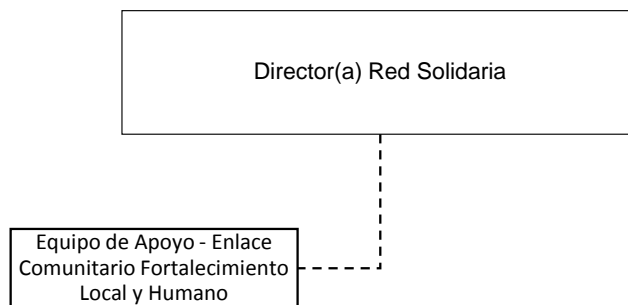 Director(a) Red Solidaria
Equipo de Apoyo - Enlace
Comunitario Fortalecimiento
Local y Humano